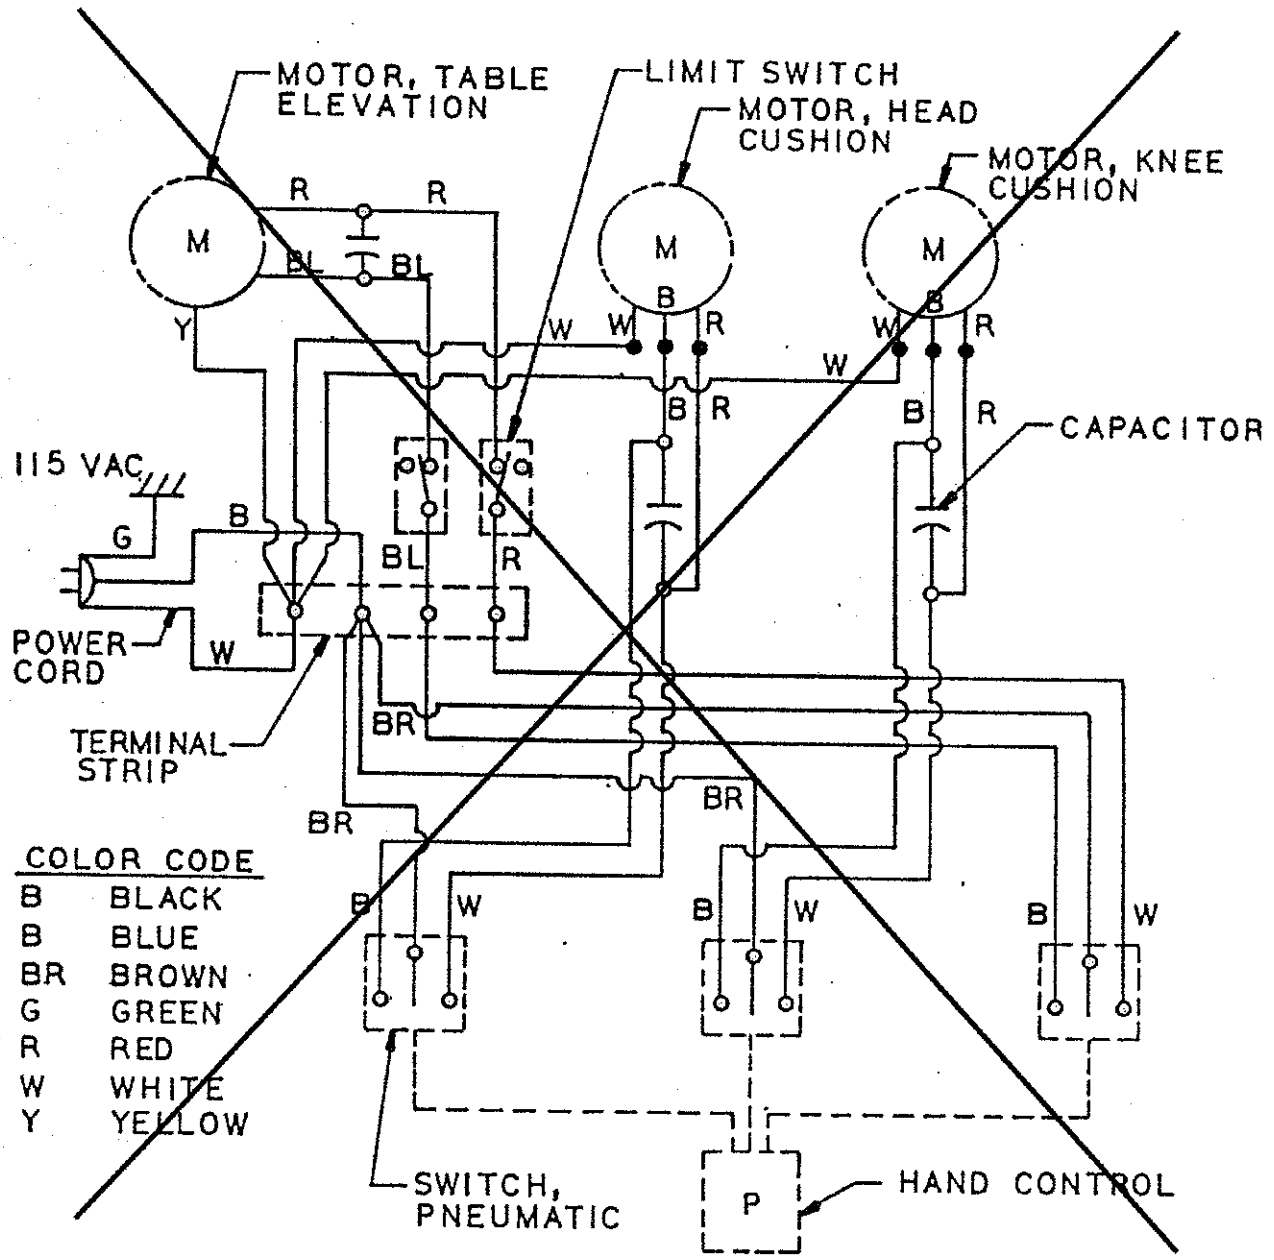 MOTOR, TABLE
ELEVATION
LIMIT SWITCH
MOTOR, HEAD
CUSHION
MOTOR, KNEE
CUSHION
R
R
M
M
M
BL
BL
B
B
Y
W
W
R
W
R
W
B
R
B
R
CAPACITOR
115 VAC
B
G
BL
R
POWER
CORD
W
BR
TERMINAL
STRIP
BR
BR
COLOR CODE
B BLACK
B BLUE
BR BROWN
G GREEN
R RED
W WHITE
Y YELLOW
B
W
B
W
B
W
SWITCH,
PNEUMATIC
P
HAND CONTROL